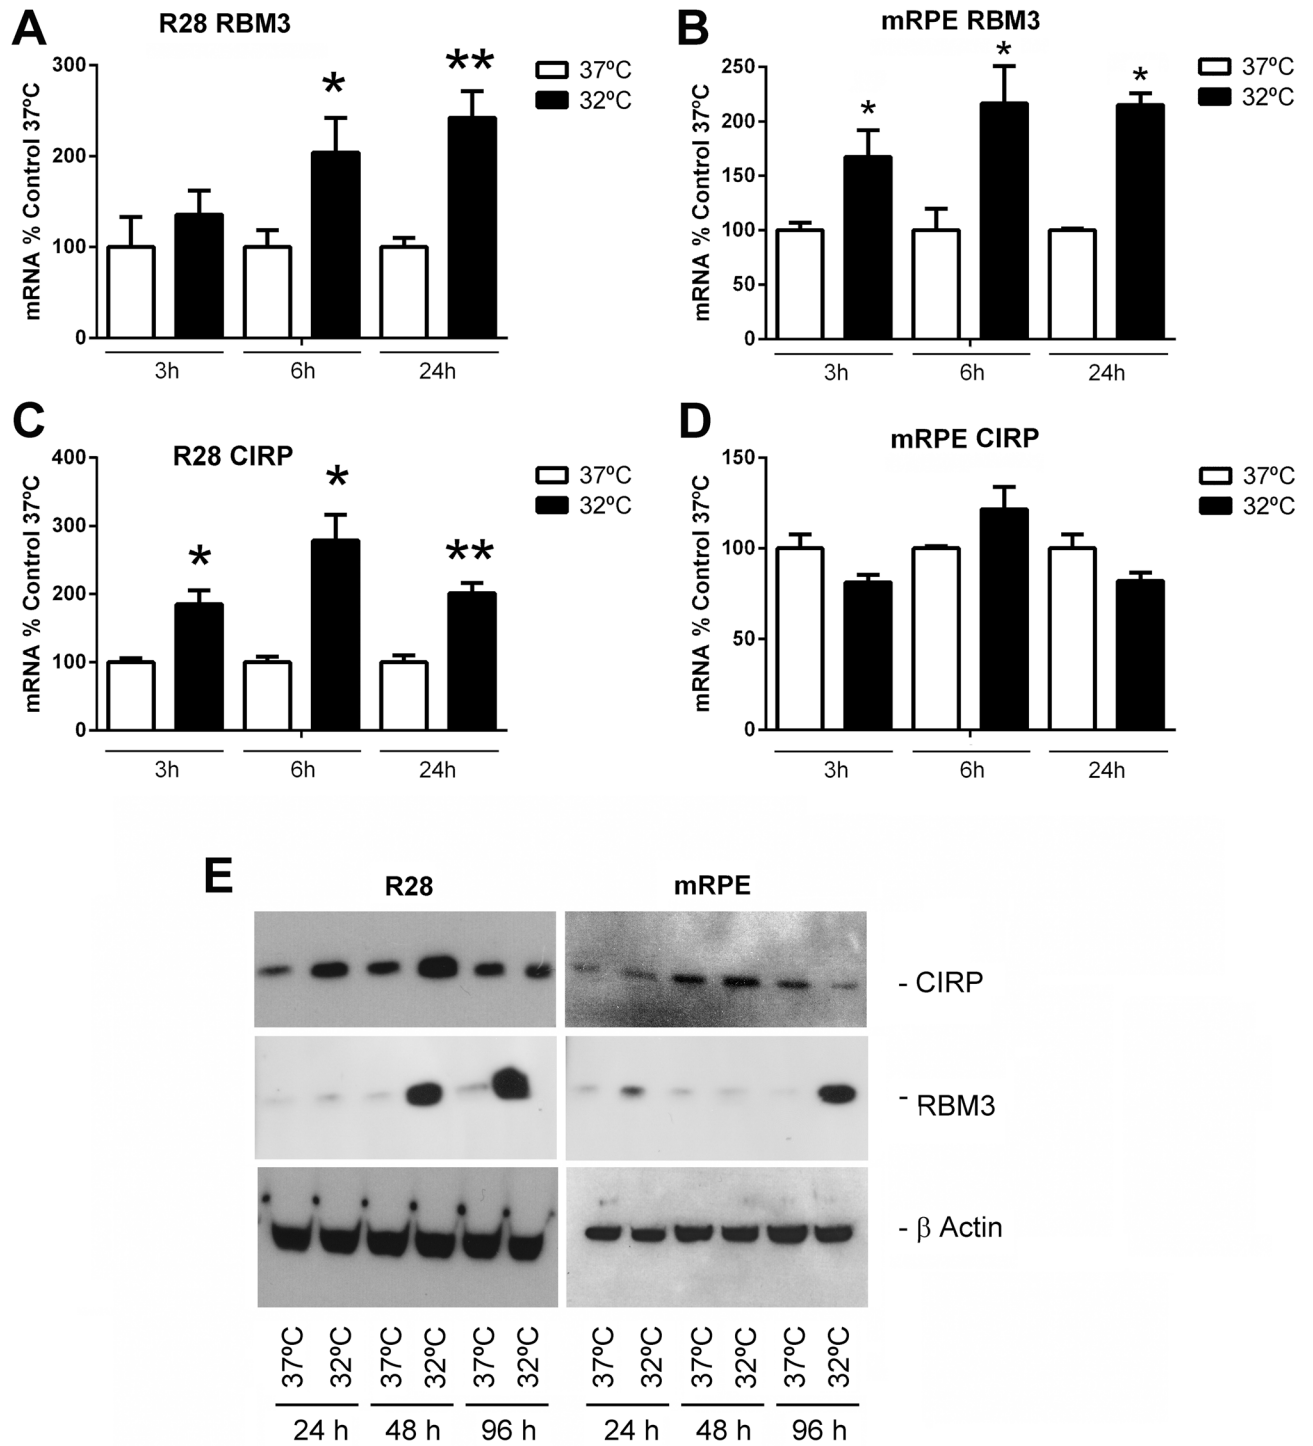 A
R28 RBM3
mRNA % Control 37ºC
300
200
100
0
*
**
37ºC
32ºC
3h
6h
24h
B
mRPE RBM3
mRNA % Control 37ºC
250
200
150
100
50
0
*
*
*
37ºC
32ºC
3h
6h
24h
C
R28 CIRP
mRNA % Control 37ºC
400
300
200
100
0
*
*
**
37ºC
32ºC
3h
6h
24h
D
mRPE CIRP
mRNA % Control 37ºC
150
100
50
0
37ºC
32ºC
3h
6h
24h
E
R28
mRPE
- CIRP
- RBM3
- β Actin
37ºC
32ºC
37ºC
32ºC
37ºC
32ºC
37ºC
32ºC
37ºC
32ºC
37ºC
32ºC
24 h
48 h
96 h
24 h
48 h
96 h